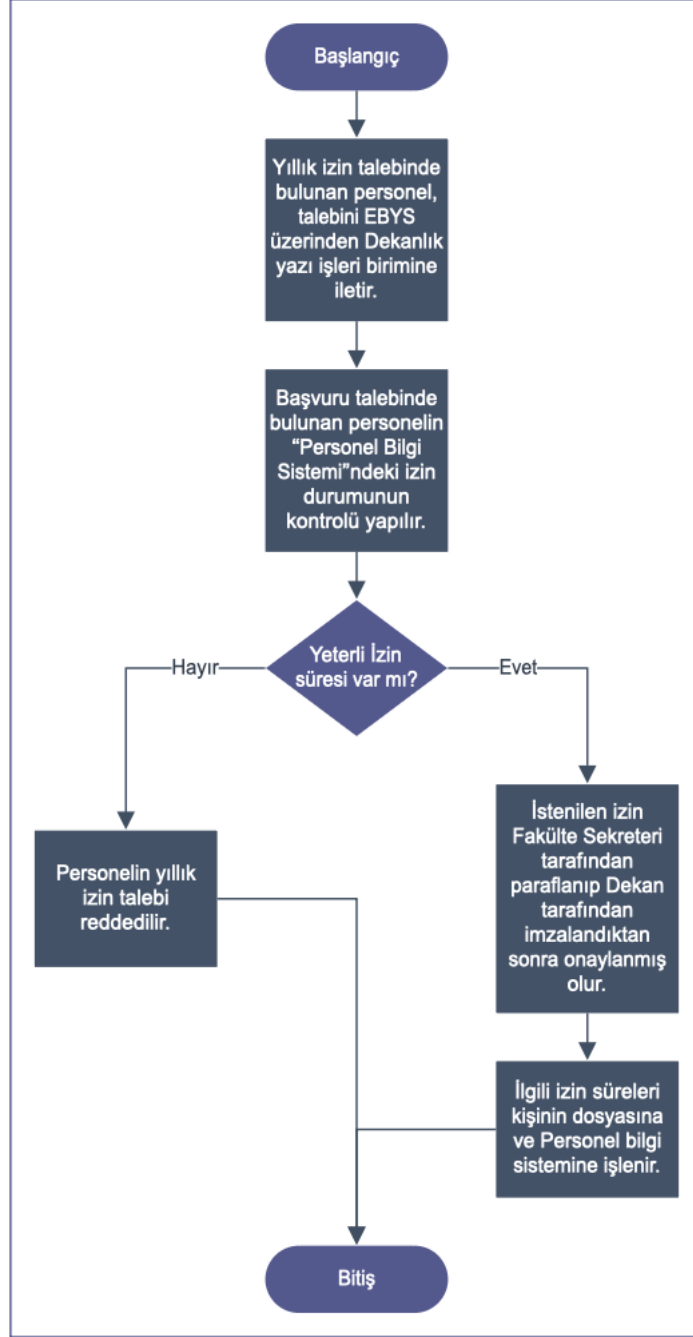 Başlangıç
Yıllık izin talebinde
bulunan personel,
talebini EBYS
üzerinden Dekanlık
yazı işleri birimine
iletir.
Başvuru talebinde
bulunan personelin
“Personel Bilgi
Sistemi”ndeki izin
durumunun
kontrolü yapılır.
Yeterli İzin
süresi var mı?
Hayır
Evet
Personelin yıllık
izin talebi
reddedilir.
İstenilen izin
Fakülte Sekreteri
tarafından
paraflanıp Dekan
tarafından
imzalandıktan
sonra onaylanmış
olur.
İlgili izin süreleri
kişinin dosyasına
ve Personel bilgi
sistemine işlenir.
Bitiş